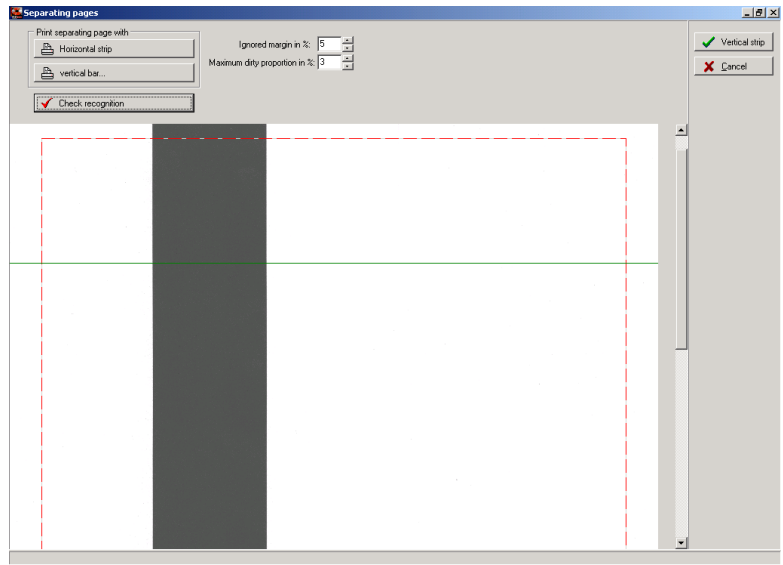 Separating pages
Print separating page with
Horizontal strip
vertical bar...
Check recognition
Ignored margin in %: 5
Maximum dirty proportion in %: 3
Vertical strip
Cancel